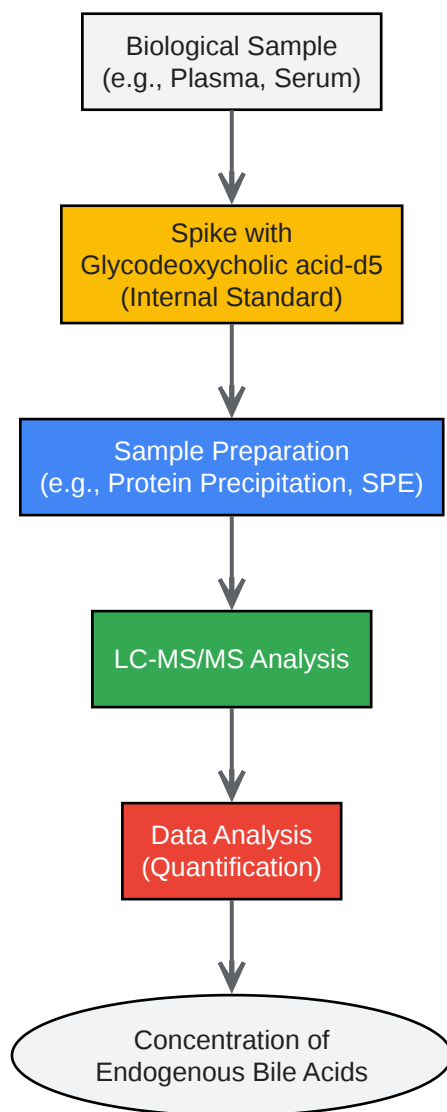 Biological Sample
(e.g., Plasma, Serum)
Spike with
Glycodeoxycholic acid-d5
(Internal Standard)
Sample Preparation
(e.g., Protein Precipitation, SPE)
LC-MS/MS Analysis
Data Analysis
(Quantification)
Concentration of
Endogenous Bile Acids